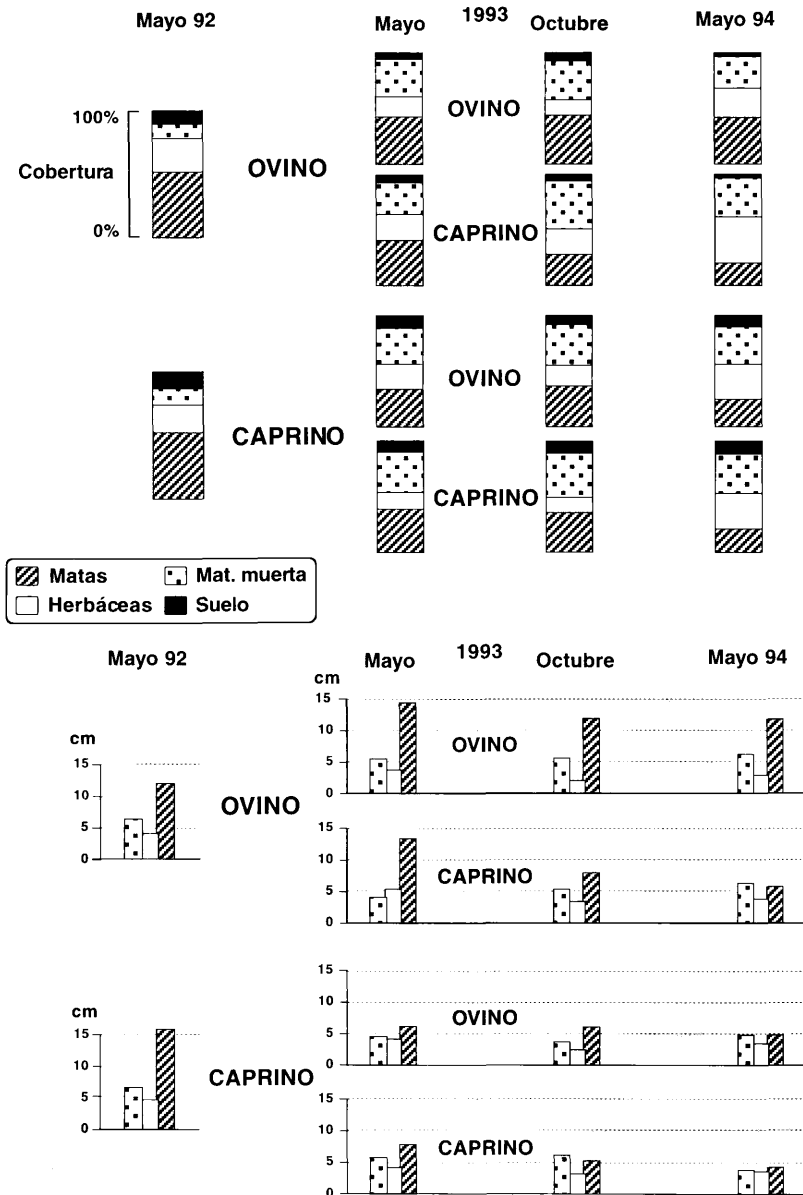 Mayo 92
1993
Mayo Octubre Mayo 94
100%
Cobertura
0%
OVINO
OVINO
CAPRINO
CAPRINO
OVINO
CAPRINO
Matas Mat. muerta
Herbáceas Suelo
Mayo 92
1993
Mayo Octubre Mayo 94
cm
15
10
5
0
OVINO
cm
15
10
5
0
OVINO
15
10
5
0
CAPRINO
cm
15
10
5
0
CAPRINO
15
10
5
0
OVINO
15
10
5
0
CAPRINO